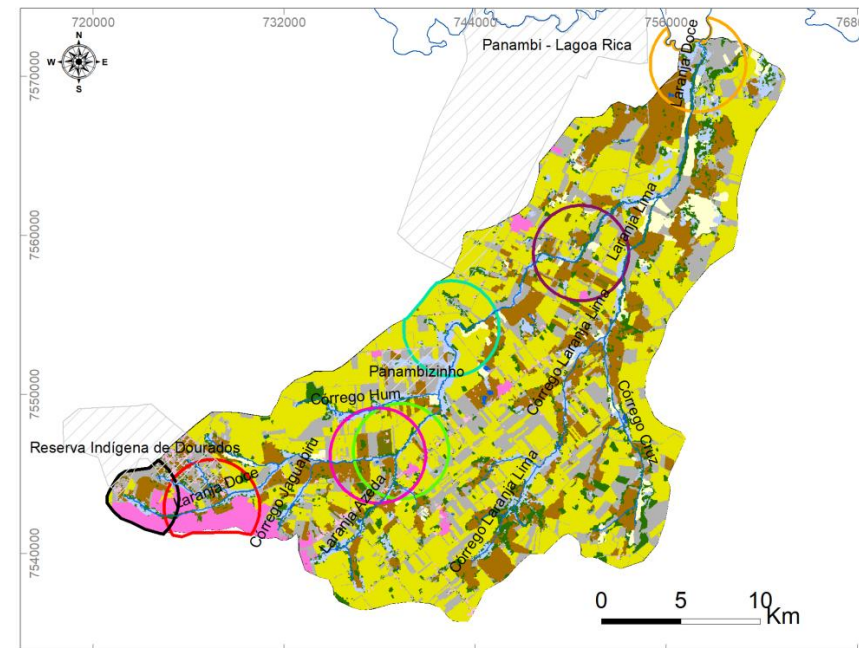 720000
732000
744000
756000
7680
N
W
E
S
7570000
7560000
7550000
7540000
Panambi - Lagoa Rica
Laranja Doce
Laranja Lima
Córrego Laranja Lima
Panambizinho
Córrego Hum
Córrego Cruz
Reserva Indígena de Dourados
Laranja Doce
Córrego Jaguapiru
Laranja Azeda
Córrego Laranja Lima
0 5 10
Km